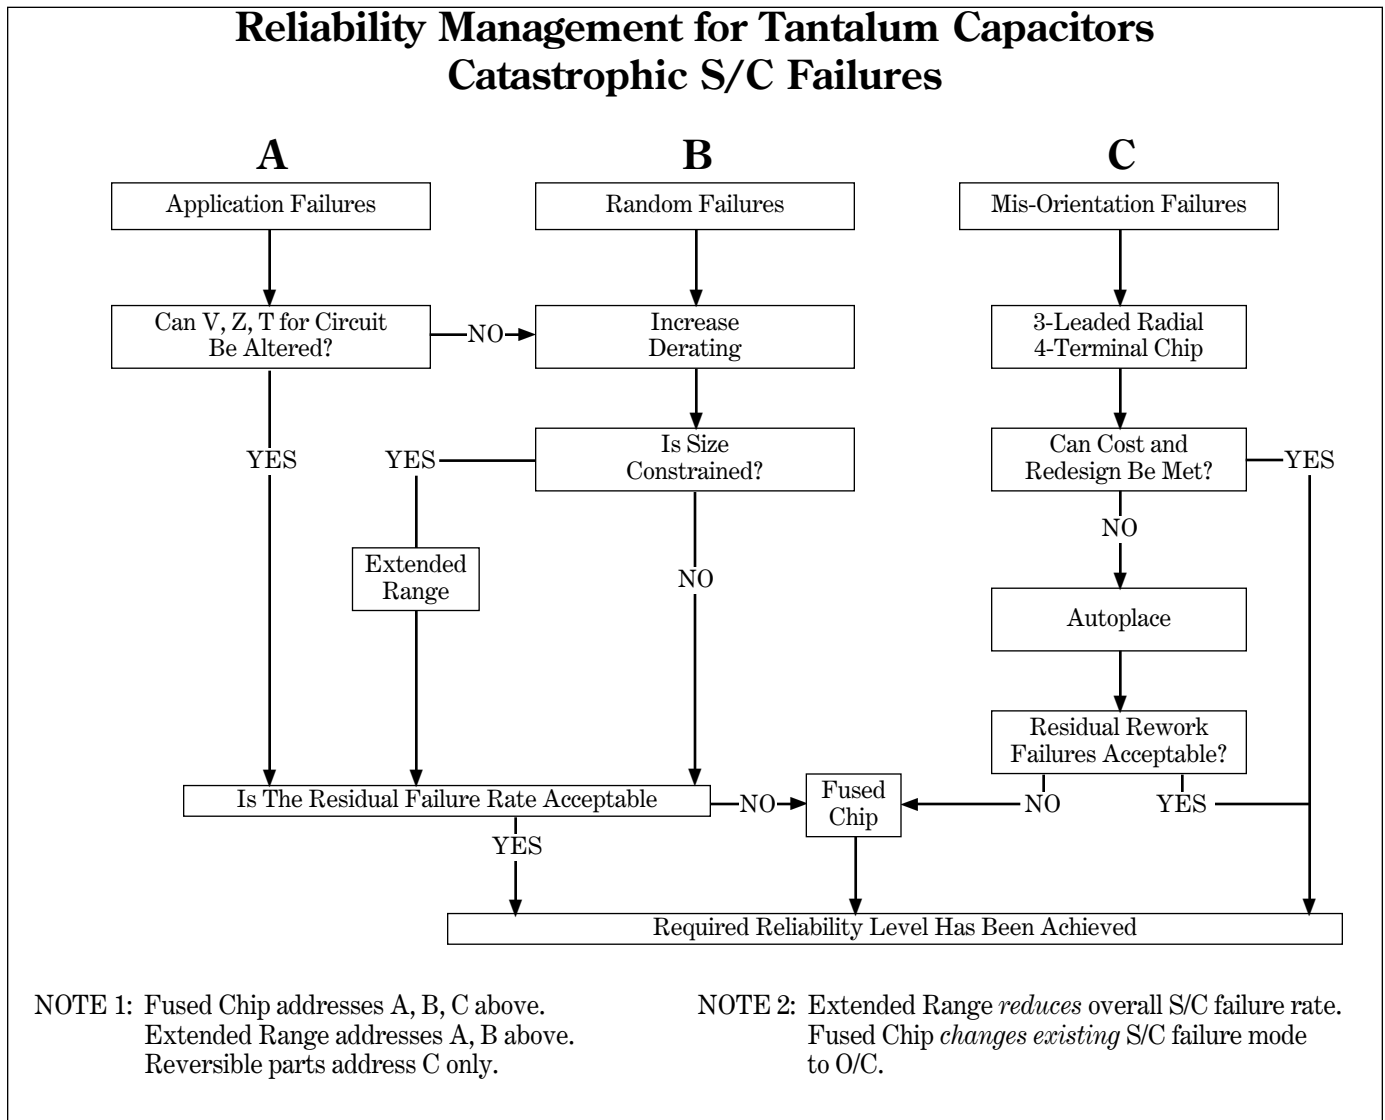 Reliability Management for Tantalum Capacitors
Catastrophic S/C Failures
A
B
C
Application Failures
Random Failures
Mis-Orientation Failures
Can V, Z, T for Circuit
Be Altered?
NO
Increase
Derating
3-Leaded Radial
4-Terminal Chip
YES
YES
Is Size
Constrained?
Can Cost and
Redesign Be Met?
YES
NO
Extended
Range
NO
Autoplace
Residual Rework
Failures Acceptable?
Is The Residual Failure Rate Acceptable
NO
Fused
Chip
NO
YES
YES
Required Reliability Level Has Been Achieved
NOTE 1: Fused Chip addresses A, B, C above.
Extended Range addresses A, B above.
Reversible parts address C only.
NOTE 2: Extended Range reduces overall S/C failure rate.
Fused Chip changes existing S/C failure mode
to O/C.